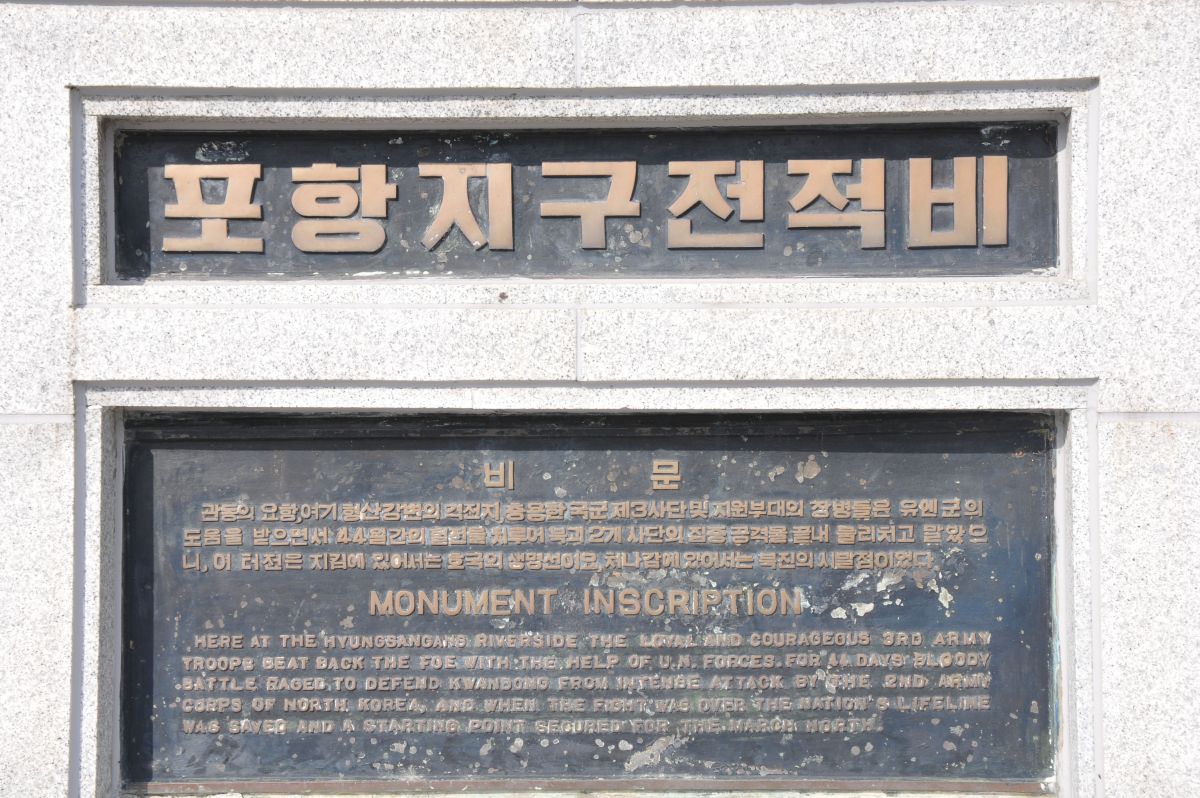 포항지구전적비
비 문
관동의 요함, 여기 형산강변의 격전지, 충용한 국군 제3사단 및 지원부대의 장병들은 유엔군의
도움을 받으면서 44일간의 혈전을 치루어 북괴 2개 사단의 집중 공격을 끝내 물리치고 말았으
니, 이 터전은 지킴에 있어서는 호국의 생명선이오, 처나감에 있어서는 북진의 시발점이었다.
MONUMENT INSCRIPTION
HERE AT THE HYUNGSANGANG RIVERSIDE THE LOYAL AND COURAGEOUS 3RD ARMY
TROOPS BEAT BACK THE FOE WITH THE HELP OF U.N. FORCES. FOR 44 DAYS BLOODY
BATTLE RAGED TO DEFEND KWANDONG FROM INTENSE ATTACK BY THE 2ND ARMY
CORPS OF NORTH KOREA, AND WHEN THE FIGHT WAS OVER THE NATION'S LIFELINE
WAS SAVED AND A STARTING POINT SECURED FOR THE MARCH NORTH.